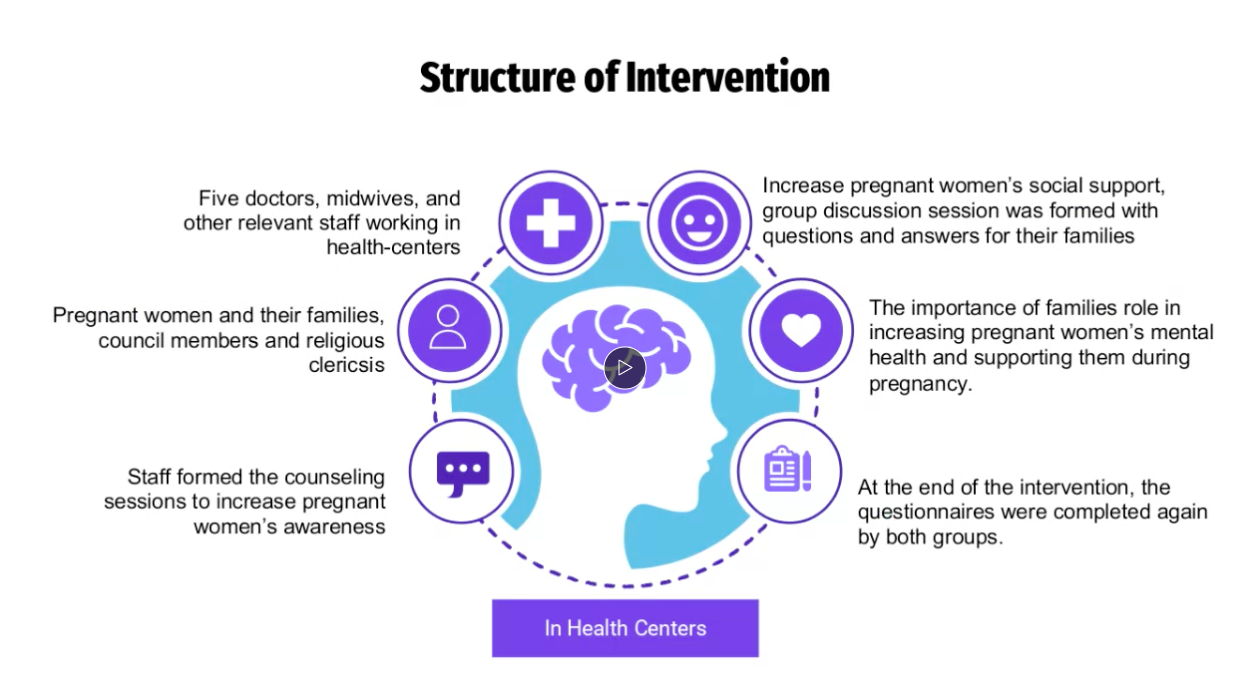 Structure of Intervention
Five doctors, midwives, and
other relevant staff working in
health-centers
Pregnant women and their families,
council members and religious
clericsis
Staff formed the counseling
sessions to increase pregnant
women’s awareness
Increase pregnant women’s social support,
group discussion session was formed with
questions and answers for their families
The importance of families role in
increasing pregnant women’s mental
health and supporting them during
pregnancy.
At the end of the intervention, the
questionnaires were completed again
by both groups.
In Health Centers